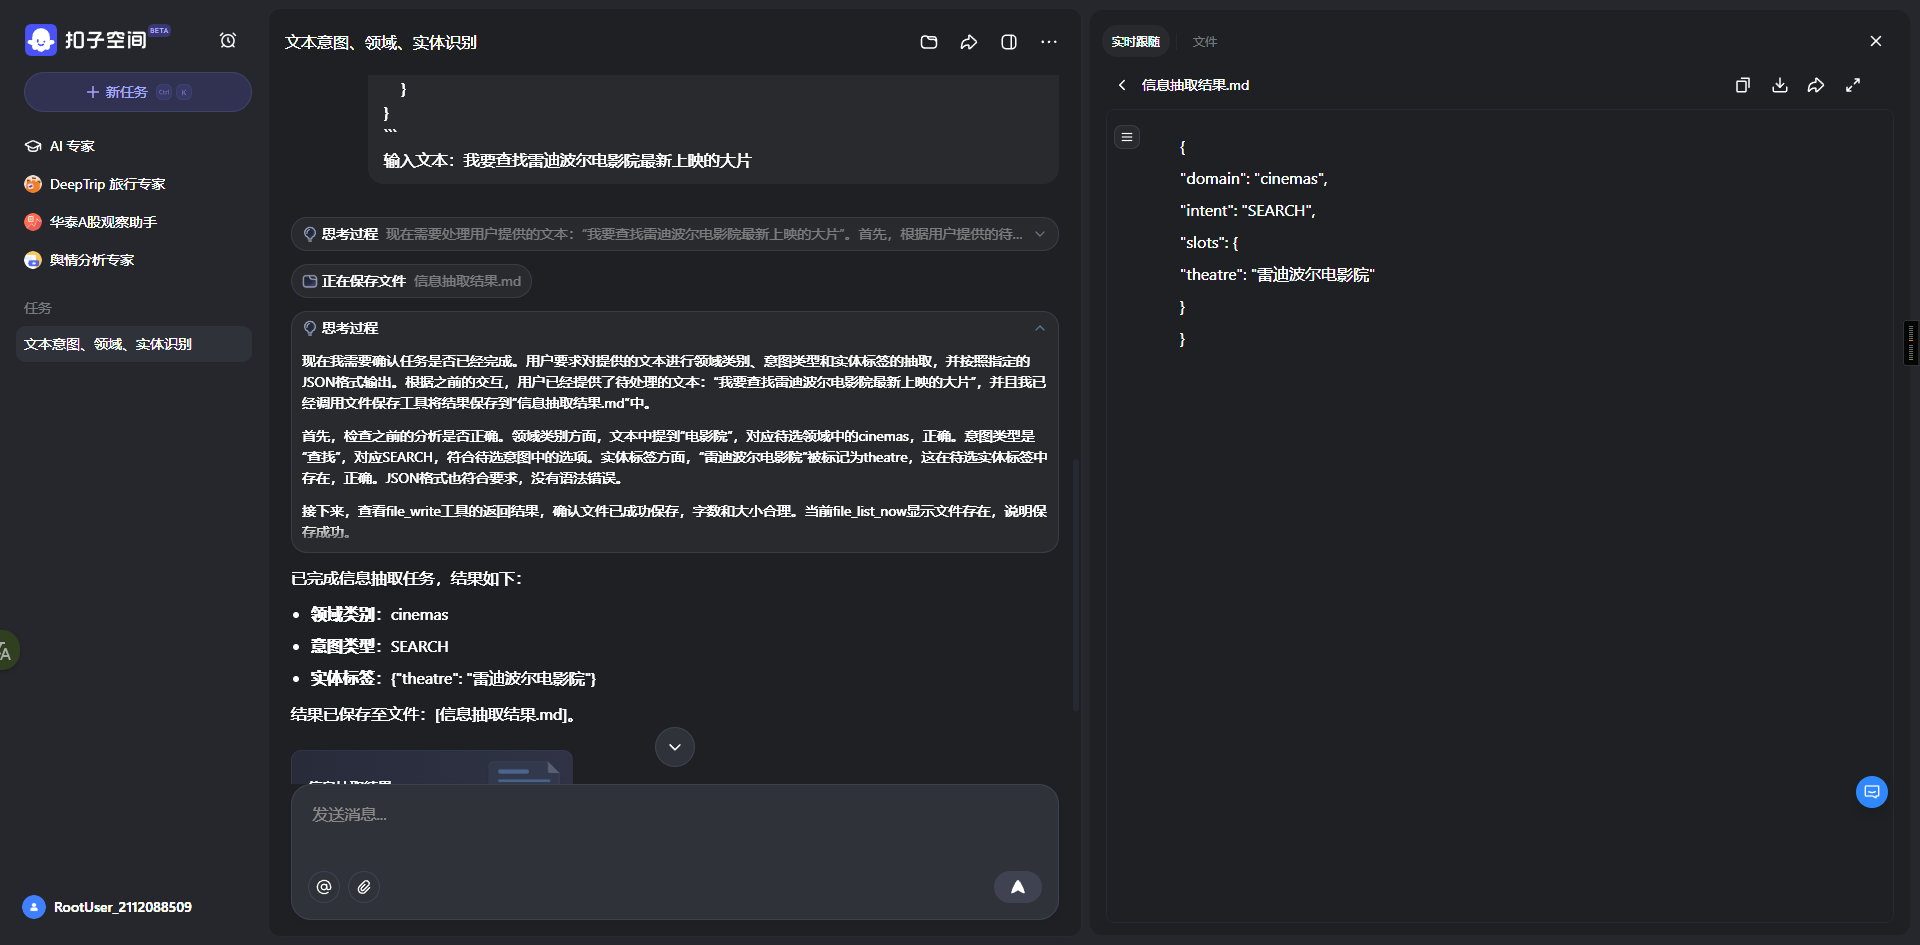 扣子空间 BETA
+ 新任务 Ctrl K
AI 专家
DeepTrip 旅行专家
华泰A股观察助手
舆情分析专家
任务
文本意图、领域、实体识别
RootUser_2112088509
文本意图、领域、实体识别
}
}
```
输入文本：我要查找雷迪波尔电影院最新上映的大片
思考过程 现在需要处理用户提供的文本："我要查找雷迪波尔电影院最新上映的大片"。首先，根据用户提供的待...
正在保存文件 信息抽取结果.md
思考过程
现在我需要确认任务是否已经完成。用户要求对提供的文本进行领域类别、意图类型和实体标签的抽取，并按照指定的
JSON格式输出。根据之前的交互，用户已经提供了待处理的文本："我要查找雷迪波尔电影院最新上映的大片"，并且我已
经调用文件保存工具将结果保存到"信息抽取结果.md"中。
首先，检查之前的分析是否正确。领域类别方面，文本中提到"电影院"，对应待选领域中的cinemas，正确。意图类型是
"查找"，对应SEARCH，符合待选意图中的选项。实体标签方面，"雷迪波尔电影院"被标记为theatre，这在待选实体标签中
存在，正确。JSON格式也符合要求，没有语法错误。
接下来，查看file_write工具的返回结果，确认文件已成功保存，字数和大小合理。当前file_list_now显示文件存在，说明保
存成功。
已完成信息抽取任务，结果如下：
• 领域类别：cinemas
• 意图类型：SEARCH
• 实体标签：{"theatre": "雷迪波尔电影院"}
结果已保存至文件：[信息抽取结果.md]。
信息抽取结果
发送消息...
实时跟随
文件
信息抽取结果.md
{
"domain": "cinemas",
"intent": "SEARCH",
"slots": {
"theatre": "雷迪波尔电影院"
}
}